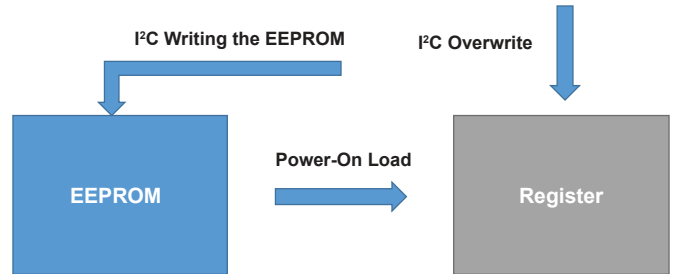 I²C Writing the EEPROM
I²C Overwrite
Power-On Load
EEPROM
Register